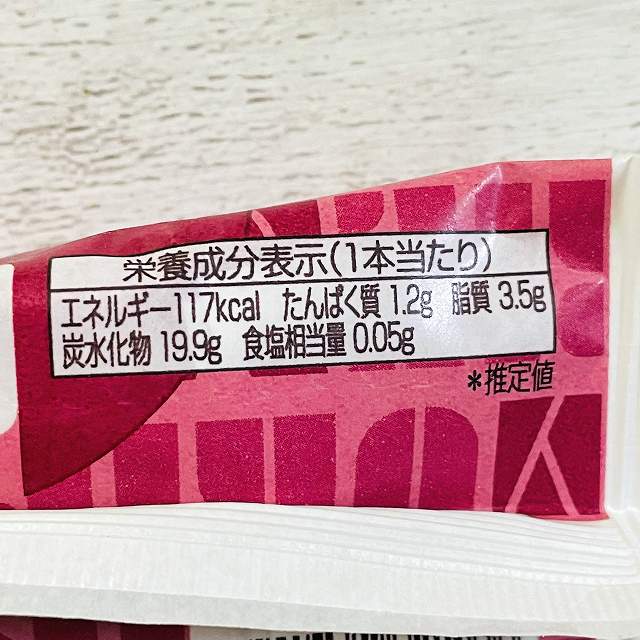 栄養成分表示(1本当たり)
エネルギー117kcal たんぱく質 1.2g 脂質 3.5g
炭水化物 19.9g 食塩相当量 0.05g
*推定値